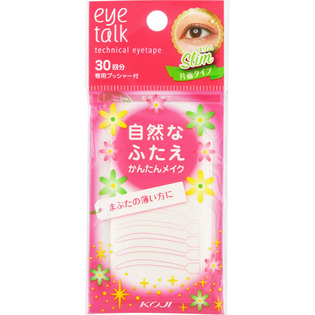 eye
talk
technical eyetape
30回分
専用プッシャー付
Slim
片面タイプ
自然な
ふたえ
かんたんメイク
まぶたの薄い方に
KOJI